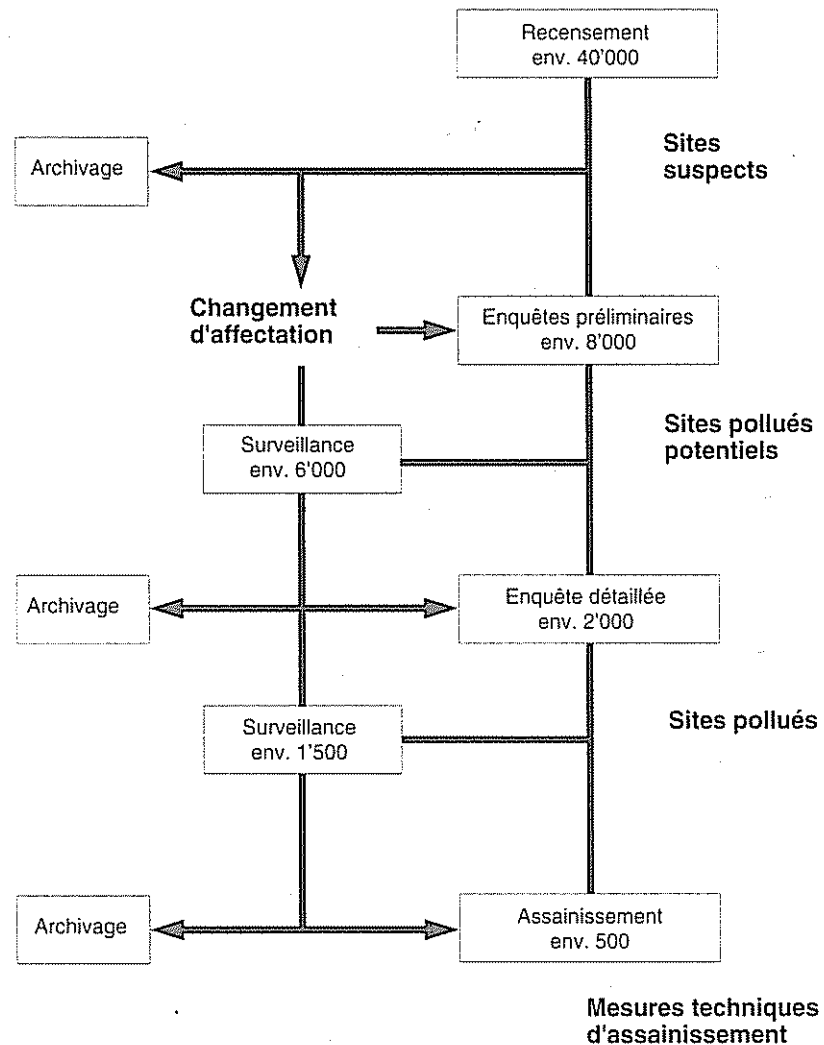 Recensement
env. 40'000
Sites
suspects
Archivage
Changement
d'affectation
Enquêtes préliminaires
env. 8'000
Sites pollués
potentiels
Surveillance
env. 6'000
Archivage
Enquête détaillée
env. 2'000
Sites pollués
Surveillance
env. 1'500
Archivage
Assainissement
env. 500
Mesures techniques
d'assainissement